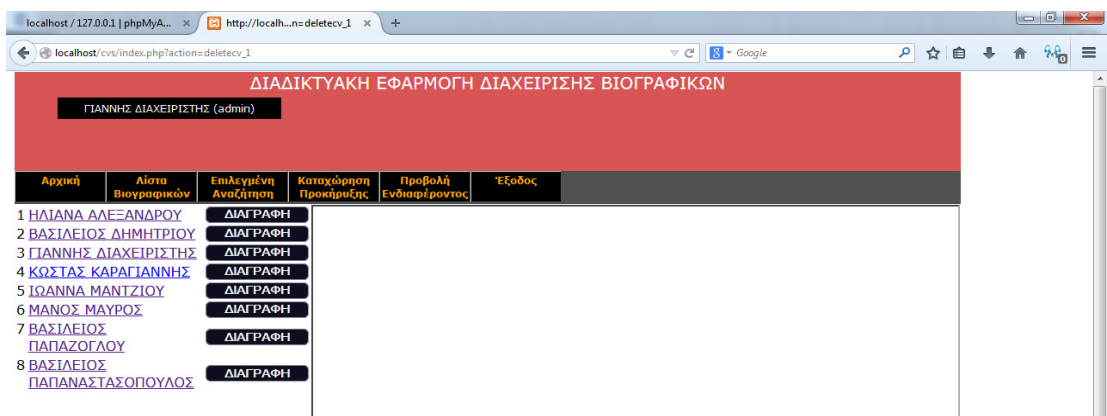 localhost / 127.0.0.1 | phpMyA... × http://localh...n=deletecv_1 × +
localhost/cvs/index.php?action=deletecv_1 8 - Google
ΔΙΑΔΙΚΤΥΑΚΗ ΕΦΑΡΜΟΓΗ ΔΙΑΧΕΙΡΙΣΗΣ ΒΙΟΓΡΑΦΙΚΩΝ
ΓΙΑΝΝΗΣ ΔΙΑΧΕΙΡΙΣΤΗΣ (admin)
Αρχική Λίστα Βιογραφικών Επιλεγμένη Αναζήτηση Καταχώρηση Προκήρυξης Προβολή Ενδιαφέροντος Έξοδος
1 ΗΛΙΑΝΑ ΑΛΕΞΑΝΔΡΟΥ ΔΙΑΓΡΑΦΗ
2 ΒΑΣΙΛΕΙΟΣ ΔΗΜΗΤΡΙΟΥ ΔΙΑΓΡΑΦΗ
3 ΓΙΑΝΝΗΣ ΔΙΑΧΕΙΡΙΣΤΗΣ ΔΙΑΓΡΑΦΗ
4 ΚΩΣΤΑΣ ΚΑΡΑΓΙΑΝΝΗΣ ΔΙΑΓΡΑΦΗ
5 ΙΩΑΝΝΑ ΜΑΝΤΖΙΟΥ ΔΙΑΓΡΑΦΗ
6 ΜΑΝΟΣ ΜΑΥΡΟΣ ΔΙΑΓΡΑΦΗ
7 ΒΑΣΙΛΕΙΟΣ
ΠΑΠΑΖΟΓΛΟΥ ΔΙΑΓΡΑΦΗ
8 ΒΑΣΙΛΕΙΟΣ
ΠΑΠΑΝΑΣΤΑΣΟΠΟΥΛΟΣ ΔΙΑΓΡΑΦΗ